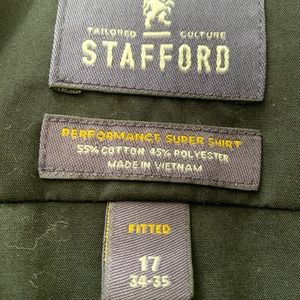 TAILORED CULTURE
STAFFORD
PERFORMANCE SUPER SHIRT
55% COTTON 45% POLYESTER
MADE IN VIETNAM
FITTED
17
34-35